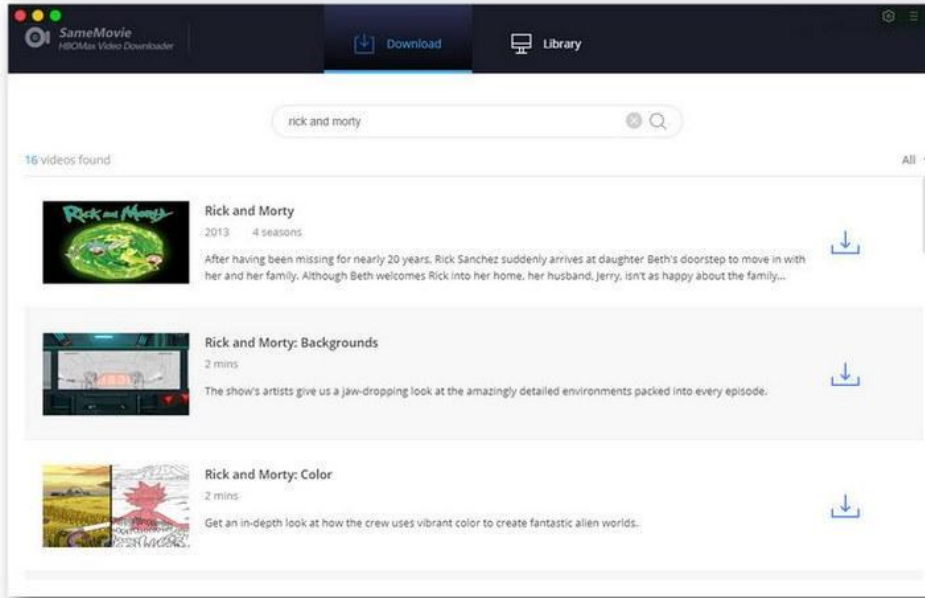 SameMovie
HBOMax Video Downloader
Download
Library
rick and morty
16 videos found
All
Rick and Morty
Rick and Morty
2013 4 seasons
After having been missing for nearly 20 years, Rick Sanchez suddenly arrives at daughter Beth's doorstep to move in with
her and her family. Although Beth welcomes Rick into her home, her husband, Jerry, isn't as happy about the family...
Rick and Morty: Backgrounds
2 mins
The show's artists give us a jaw-dropping look at the amazingly detailed environments packed into every episode.
Rick and Morty: Color
2 mins
Get an in-depth look at how the crew uses vibrant color to create fantastic alien worlds.